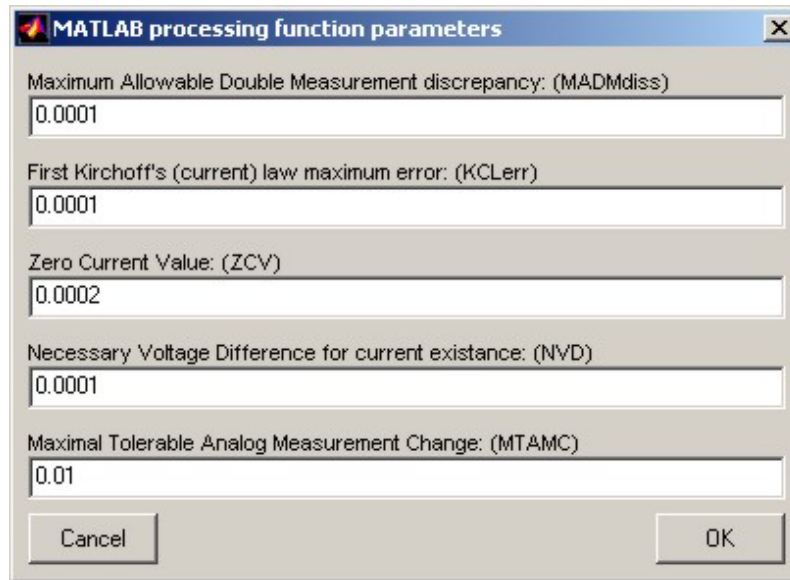 MATLAB processing function parameters
Maximum Allowable Double Measurement discrepancy: (MADMdiss)
0.0001
First Kirchoff's (current) law maximum error: (KCLerr)
0.0001
Zero Current Value: (ZCV)
0.0002
Necessary Voltage Difference for current existance: (NVD)
0.0001
Maximal Tolerable Analog Measurement Change: (MTAMC)
0.01
Cancel OK